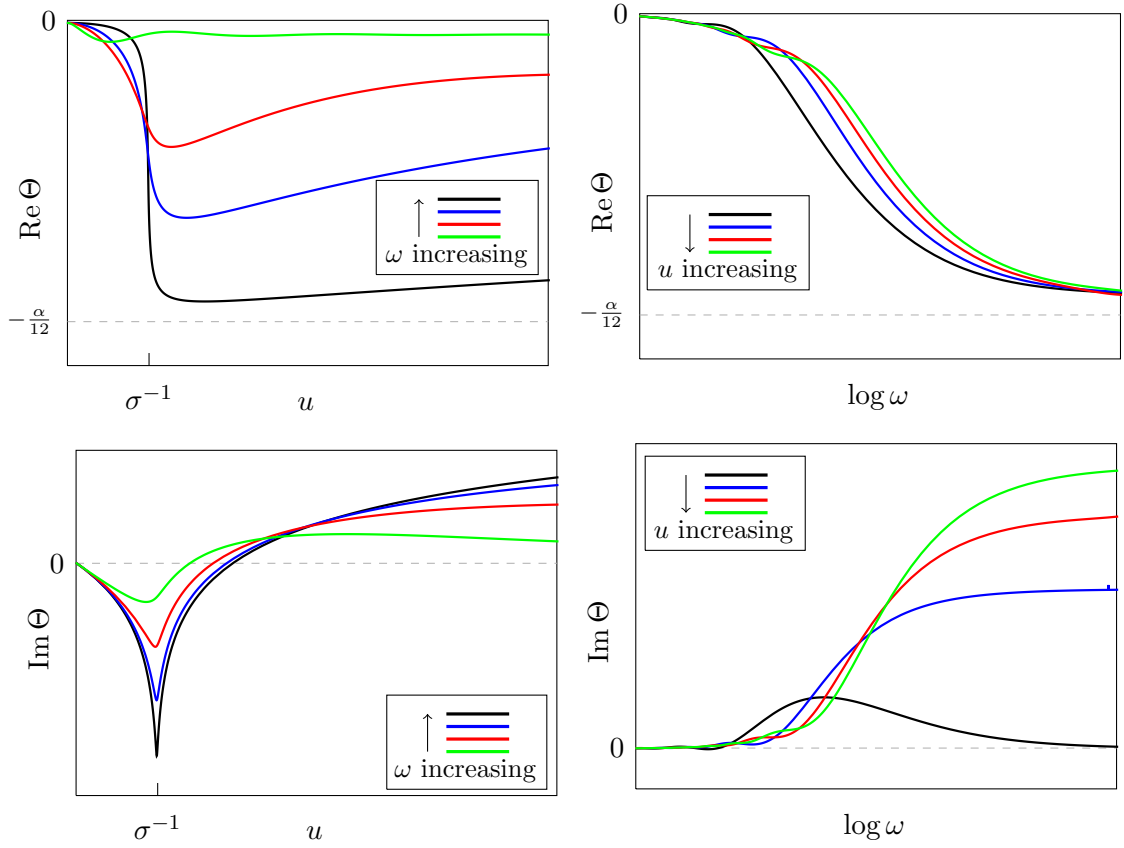 0
Re Θ
−α/12
σ⁻¹
u
↑
ω increasing
0
Re Θ
−α/12
log ω
↓
u increasing
0
Im Θ
σ⁻¹
u
↑
ω increasing
0
Im Θ
log ω
↓
u increasing